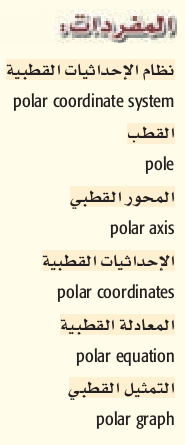 المفردات:
نظام الإحداثيات القطبية
polar coordinate system
القطب
pole
المحور القطبي
polar axis
الإحداثيات القطبية
polar coordinates
المعادلة القطبية
polar equation
التمثيل القطبي
polar graph